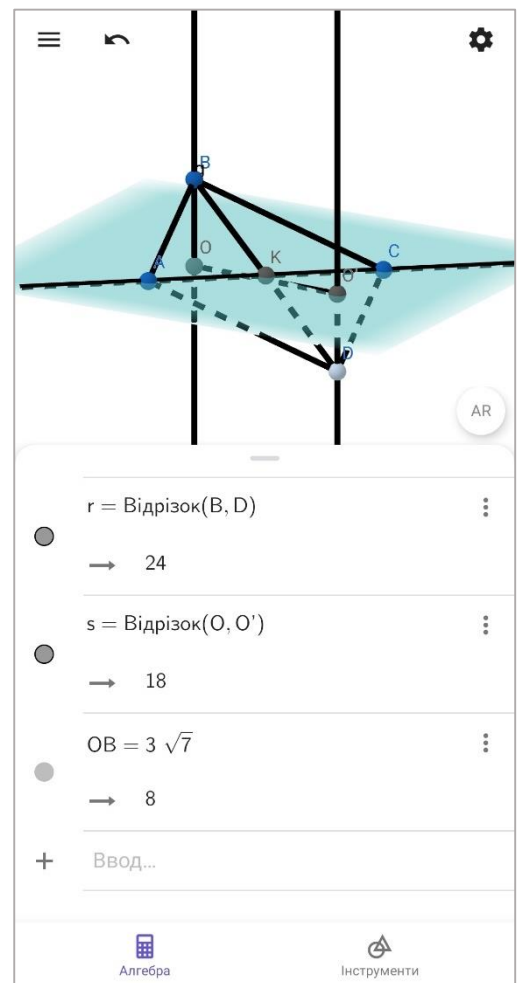 B
A
O
K
C
O'
D
AR
r = Відрізок(B, D)
→ 24
s = Відрізок(O, O')
→ 18
OB = 3 √7
→ 8
+ Ввод...
Алгебра
Інструменти